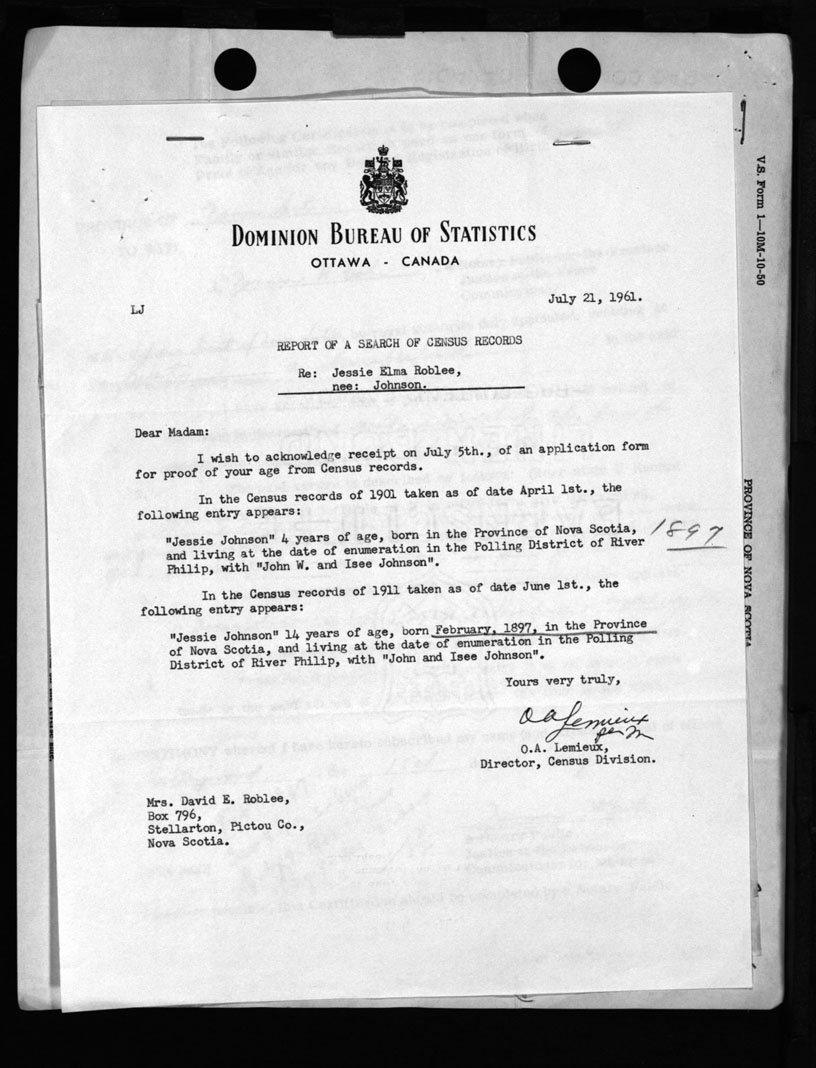 DOMINION BUREAU OF STATISTICS
OTTAWA - CANADA
V.S. Form 1—10M-10-50
July 21, 1961.
LJ
REPORT OF A SEARCH OF CENSUS RECORDS
Re: Jessie Elma Roblee,
nee: Johnson.
Dear Madam:
I wish to acknowledge receipt on July 5th., of an application form
for proof of your age from Census records.
In the Census records of 1901 taken as of date April 1st., the
following entry appears:
"Jessie Johnson" 4 years of age, born in the Province of Nova Scotia,
and living at the date of enumeration in the Polling District of River
Philip, with "John W. and Isee Johnson".
1897
PROVINCE OF NOVA SCOTIA
In the Census records of 1911 taken as of date June 1st., the
following entry appears:
"Jessie Johnson" 14 years of age, born February, 1897, in the Province
of Nova Scotia, and living at the date of enumeration in the Polling
District of River Philip, with "John and Isee Johnson".
Yours very truly,
O A Lemieux
per M
O.A. Lemieux,
Director, Census Division.
Mrs. David E. Roblee,
Box 796,
Stellarton, Pictou Co.,
Nova Scotia.